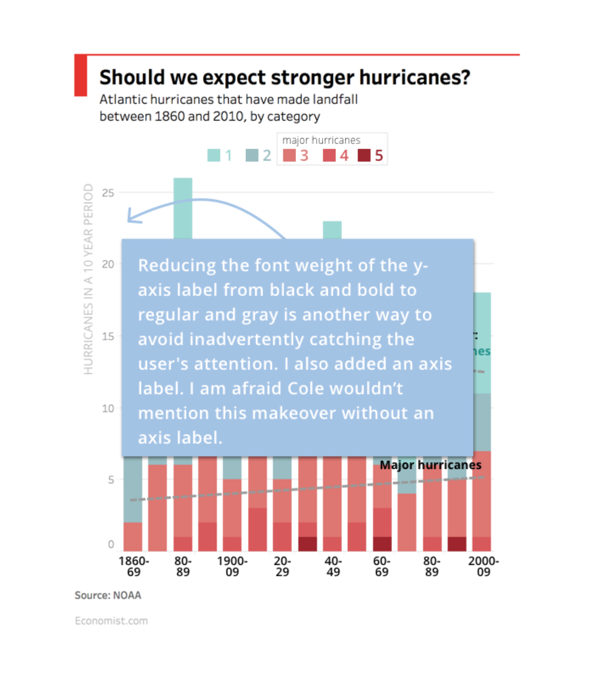 Should we expect stronger hurricanes?
Atlantic hurricanes that have made landfall
between 1860 and 2010, by category
major hurricanes
1 2 3 4 5
HURRICANES IN A 10 YEAR PERIOD
25
20
15
10
5
0
Reducing the font weight of the y-
axis label from black and bold to
regular and gray is another way to
avoid inadvertently catching the
user's attention. I also added an axis
label. I am afraid Cole wouldn't
mention this makeover without an
axis label.
Major hurricanes
1860- 80- 1900- 20- 40- 60- 80- 2000-
69 89 09 29 49 69 89 09
Source: NOAA
Economist.com